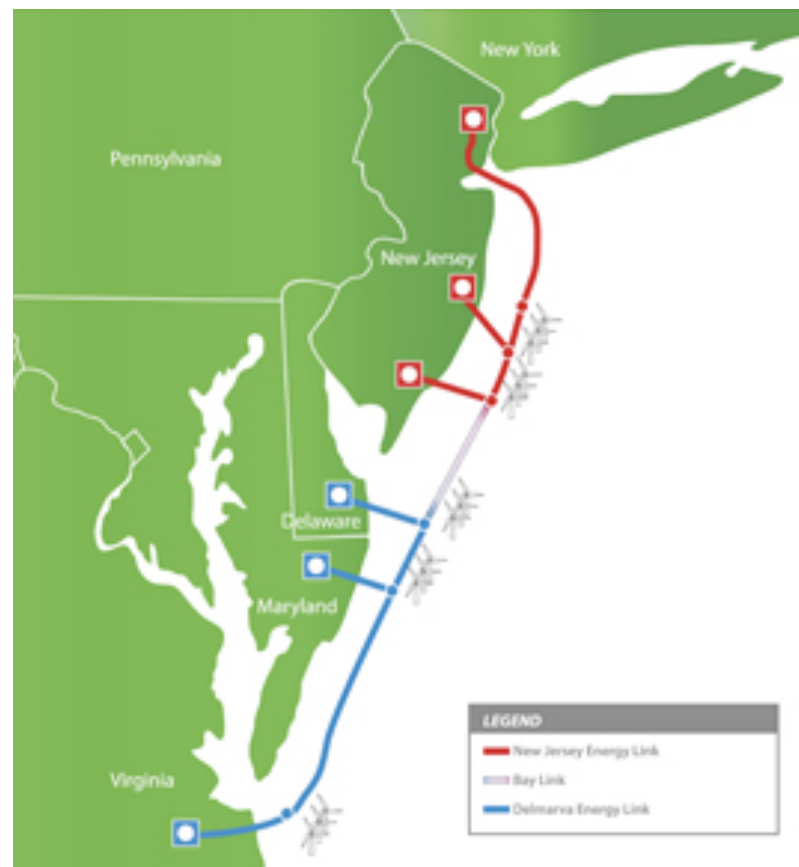 New York
Pennsylvania
New Jersey
Delaware
Maryland
Virginia
LEGEND
New Jersey Energy Link
Bay Link
Delmarva Energy Link